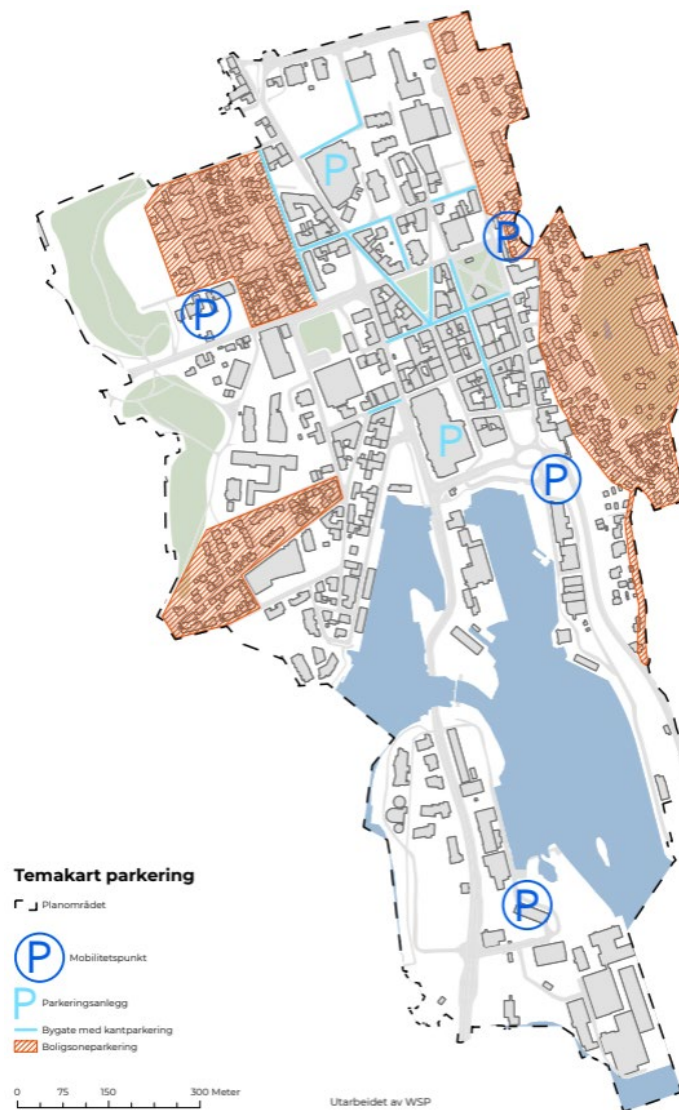 P
P
P
P
P
P
Temakart parkering
Planområdet
P Mobilitetspunkt
P Parkeringsanlegg
Bygate med kantparkering
Boligsoneparkering
0 75 150 300 Meter
Utarbeidet av WSP